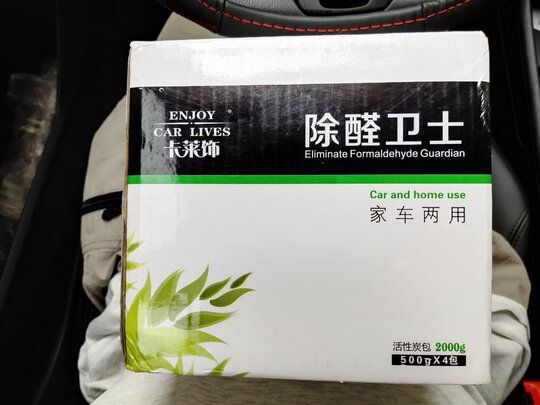 ENJOY
CAR LIVES
卡莱饰
除醛卫士
Eliminate Formaldehyde Guardian
Car and home use
家车两用
活性炭包 2000g
500gX4包